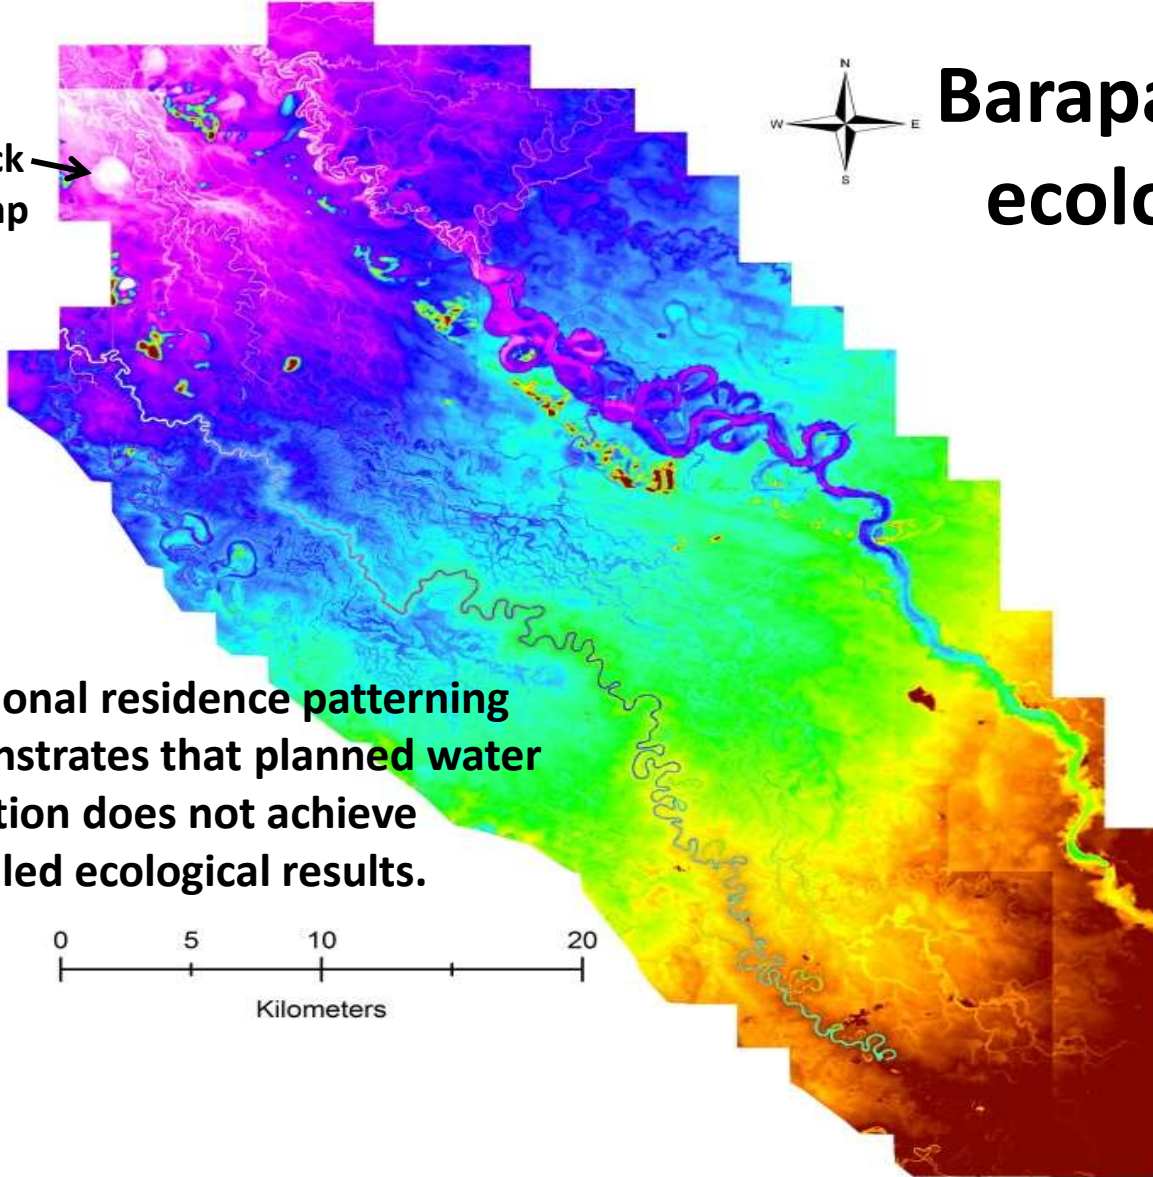 N
W E
S
Barapa
ecolo
ck
np
onal residence patterning
nstrates that planned water
tion does not achieve
led ecological results.
0 5 10 20
Kilometers